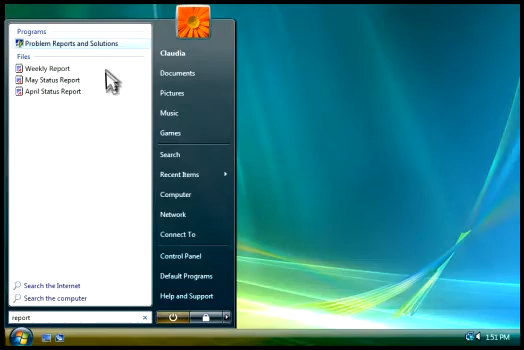 Programs
Problem Reports and Solutions
Files
Weekly Report
May Status Report
April Status Report
Search the Internet
Search the computer
report
Claudia
Documents
Pictures
Music
Games
Search
Recent Items
Computer
Network
Connect To
Control Panel
Default Programs
Help and Support
1:51 PM